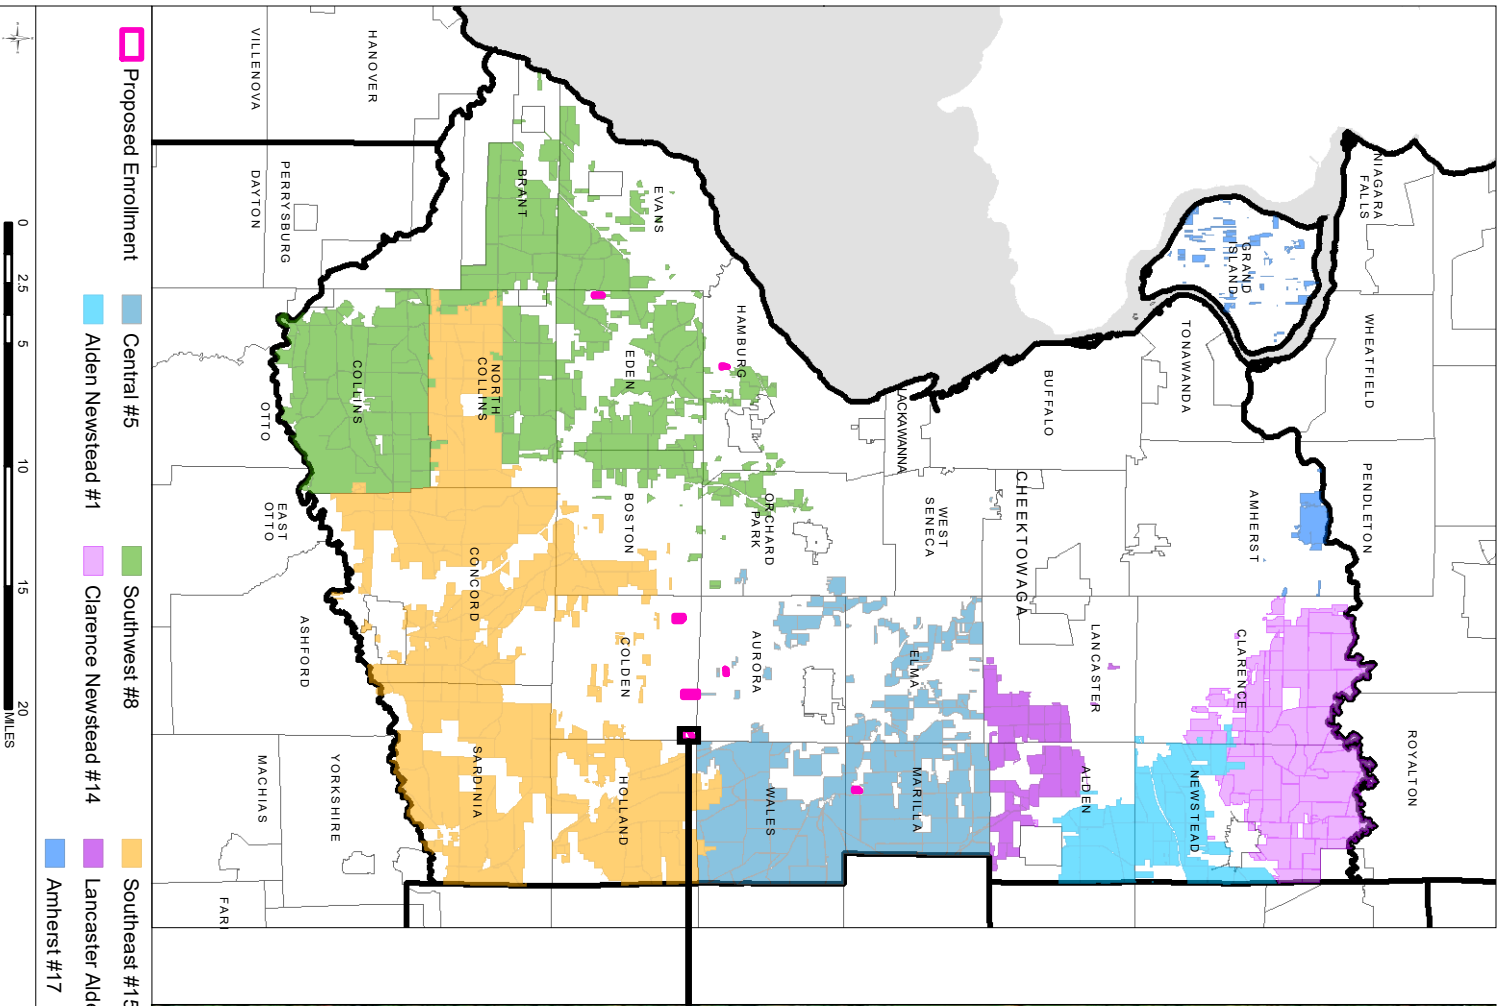 NIAGARA
FALLS
WHEATFIELD
PENDLETON
ROYALTON
GRAND
ISLAND
TONAWANDA
AMHERST
CLARENCE
NEWSTEAD
BUFFALO
CHEEKTOWAGA
LANCASTER
ALDEN
LACKAWANNA
WEST
SENECA
ELMA
MARILLA
HAMBURG
ORCHARD
PARK
AURORA
WALES
EVANS
EDEN
BOSTON
COLDEN
HOLLAND
BRANT
NORTH
COLLINS
CONCORD
SARDINIA
HANOVER
COLLINS
VILLENOVA
PERRYSBURG
DAYTON
OTTO
EAST
OTTO
ASHFORD
YORKSHIRE
MACHIAS
FARI
Proposed Enrollment
Central #5
Southwest #8
Southeast #15
Alden Newstead #1
Clarence Newstead #14
Lancaster Alde
Amherst #17
0 2.5 5 10 15 20
MILES